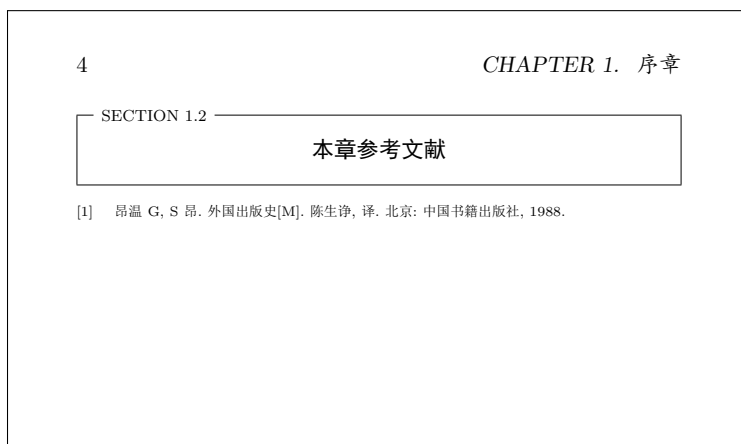 4 CHAPTER 1. 序章
SECTION 1.2
本章参考文献
[1] 昂温 G, S 昂. 外国出版史[M]. 陈生诤, 译. 北京: 中国书籍出版社, 1988.